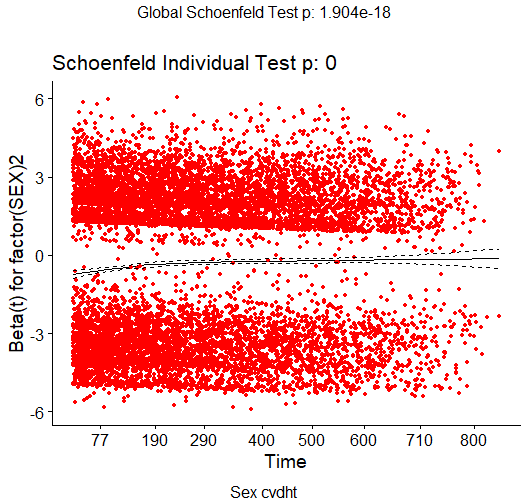 Global Schoenfeld Test p: 1.904e-18
Schoenfeld Individual Test p: 0
Beta(t) for factor(SEX)2
6
3
0
-3
-6
77 190 290 400 500 600 710 800
Time
Sex cvdht